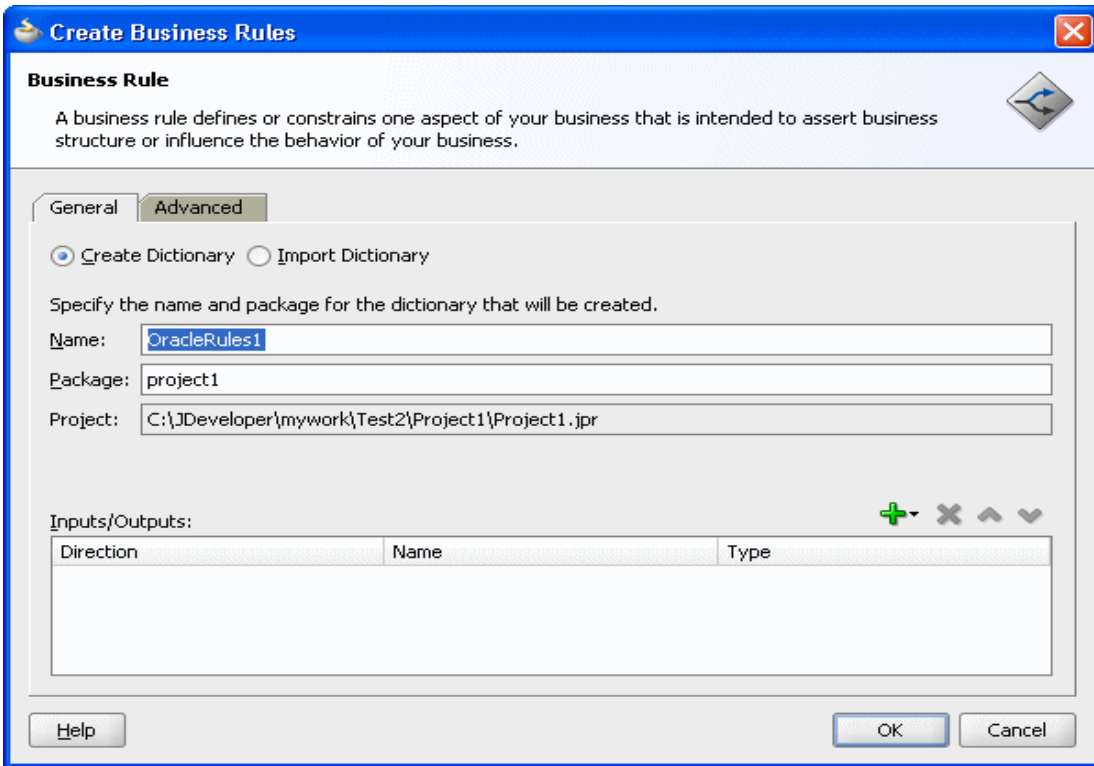 Create Business Rules
Business Rule
A business rule defines or constrains one aspect of your business that is intended to assert business
structure or influence the behavior of your business.
General Advanced
Create Dictionary Import Dictionary
Specify the name and package for the dictionary that will be created.
Name: OracleRules1
Package: project1
Project: C:\JDeveloper\mywork\Test2\Project1\Project1.jpr
Inputs/Outputs:
Direction Name Type
Help OK Cancel